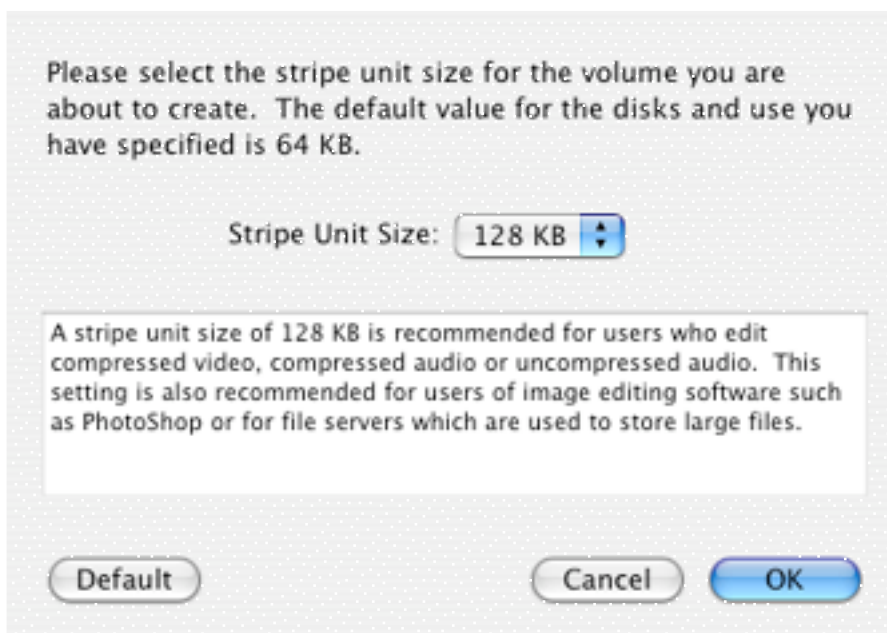 Please select the stripe unit size for the volume you are
about to create.  The default value for the disks and use you
have specified is 64 KB.
Stripe Unit Size: 128 KB
A stripe unit size of 128 KB is recommended for users who edit
compressed video, compressed audio or uncompressed audio.  This
setting is also recommended for users of image editing software such
as PhotoShop or for file servers which are used to store large files.
Default Cancel OK